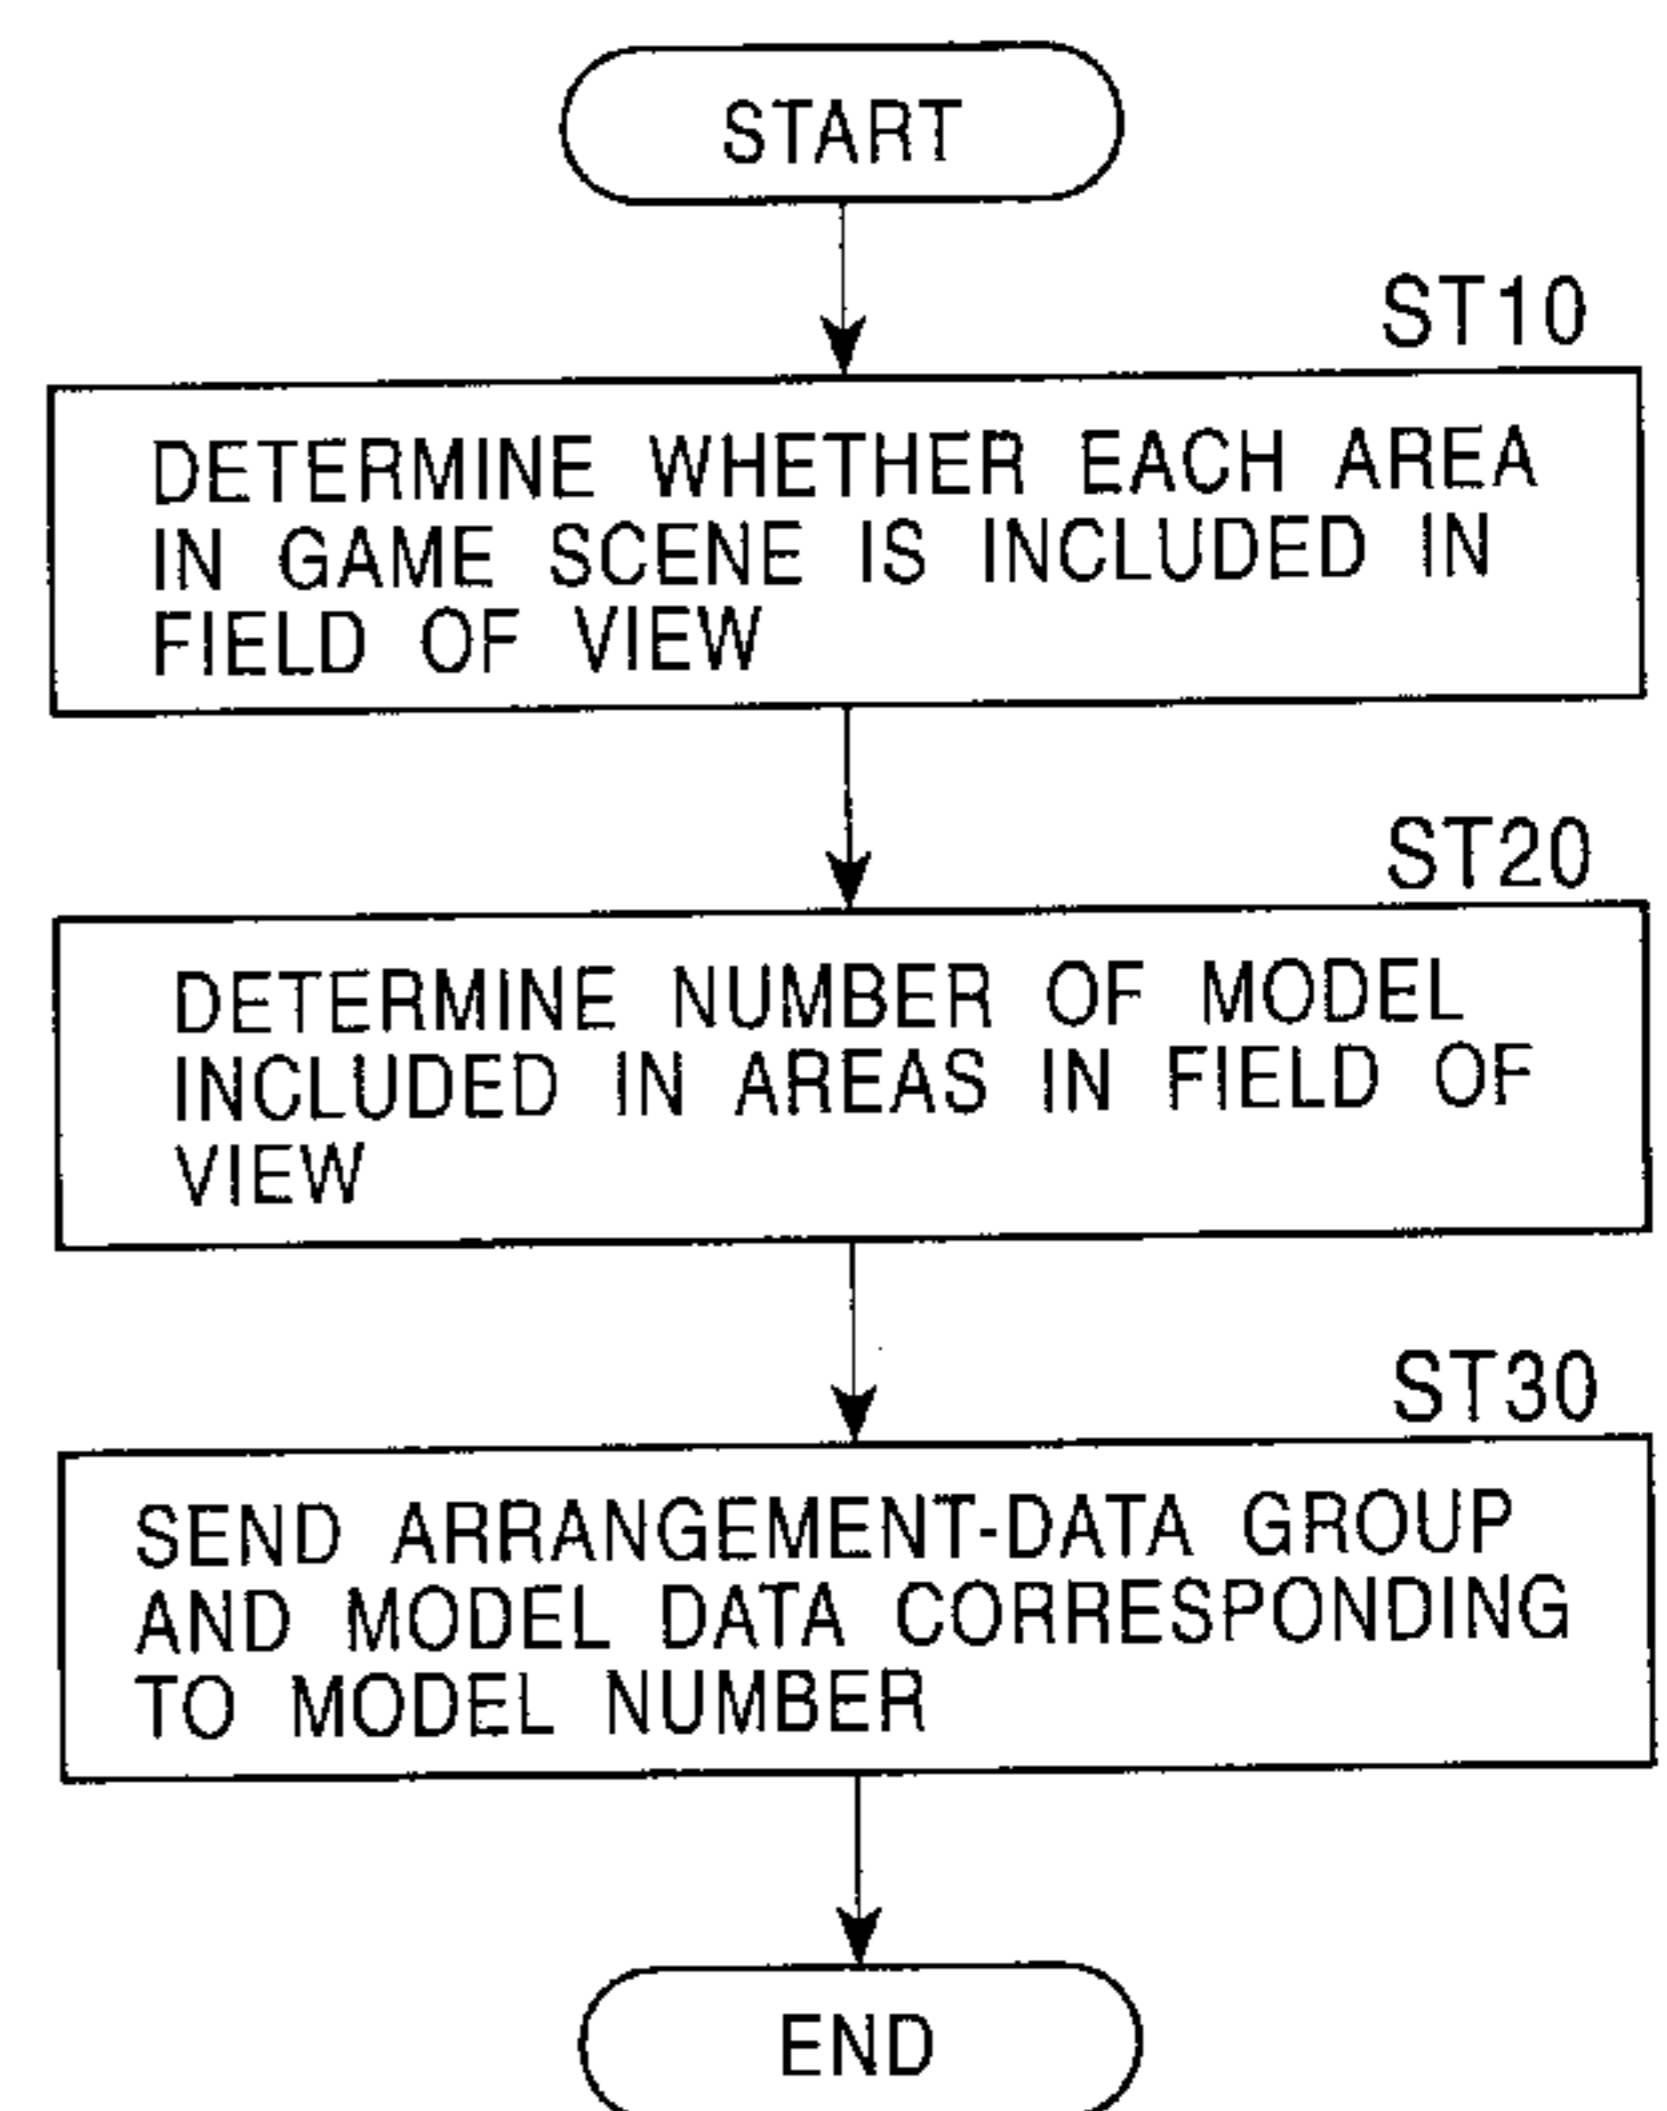 START
ST10
DETERMINE WHETHER EACH AREA
IN GAME SCENE IS INCLUDED IN
FIELD OF VIEW
ST20
DETERMINE NUMBER OF MODEL
INCLUDED IN AREAS IN FIELD OF
VIEW
ST30
SEND ARRANGEMENT-DATA GROUP
AND MODEL DATA CORRESPONDING
TO MODEL NUMBER
END